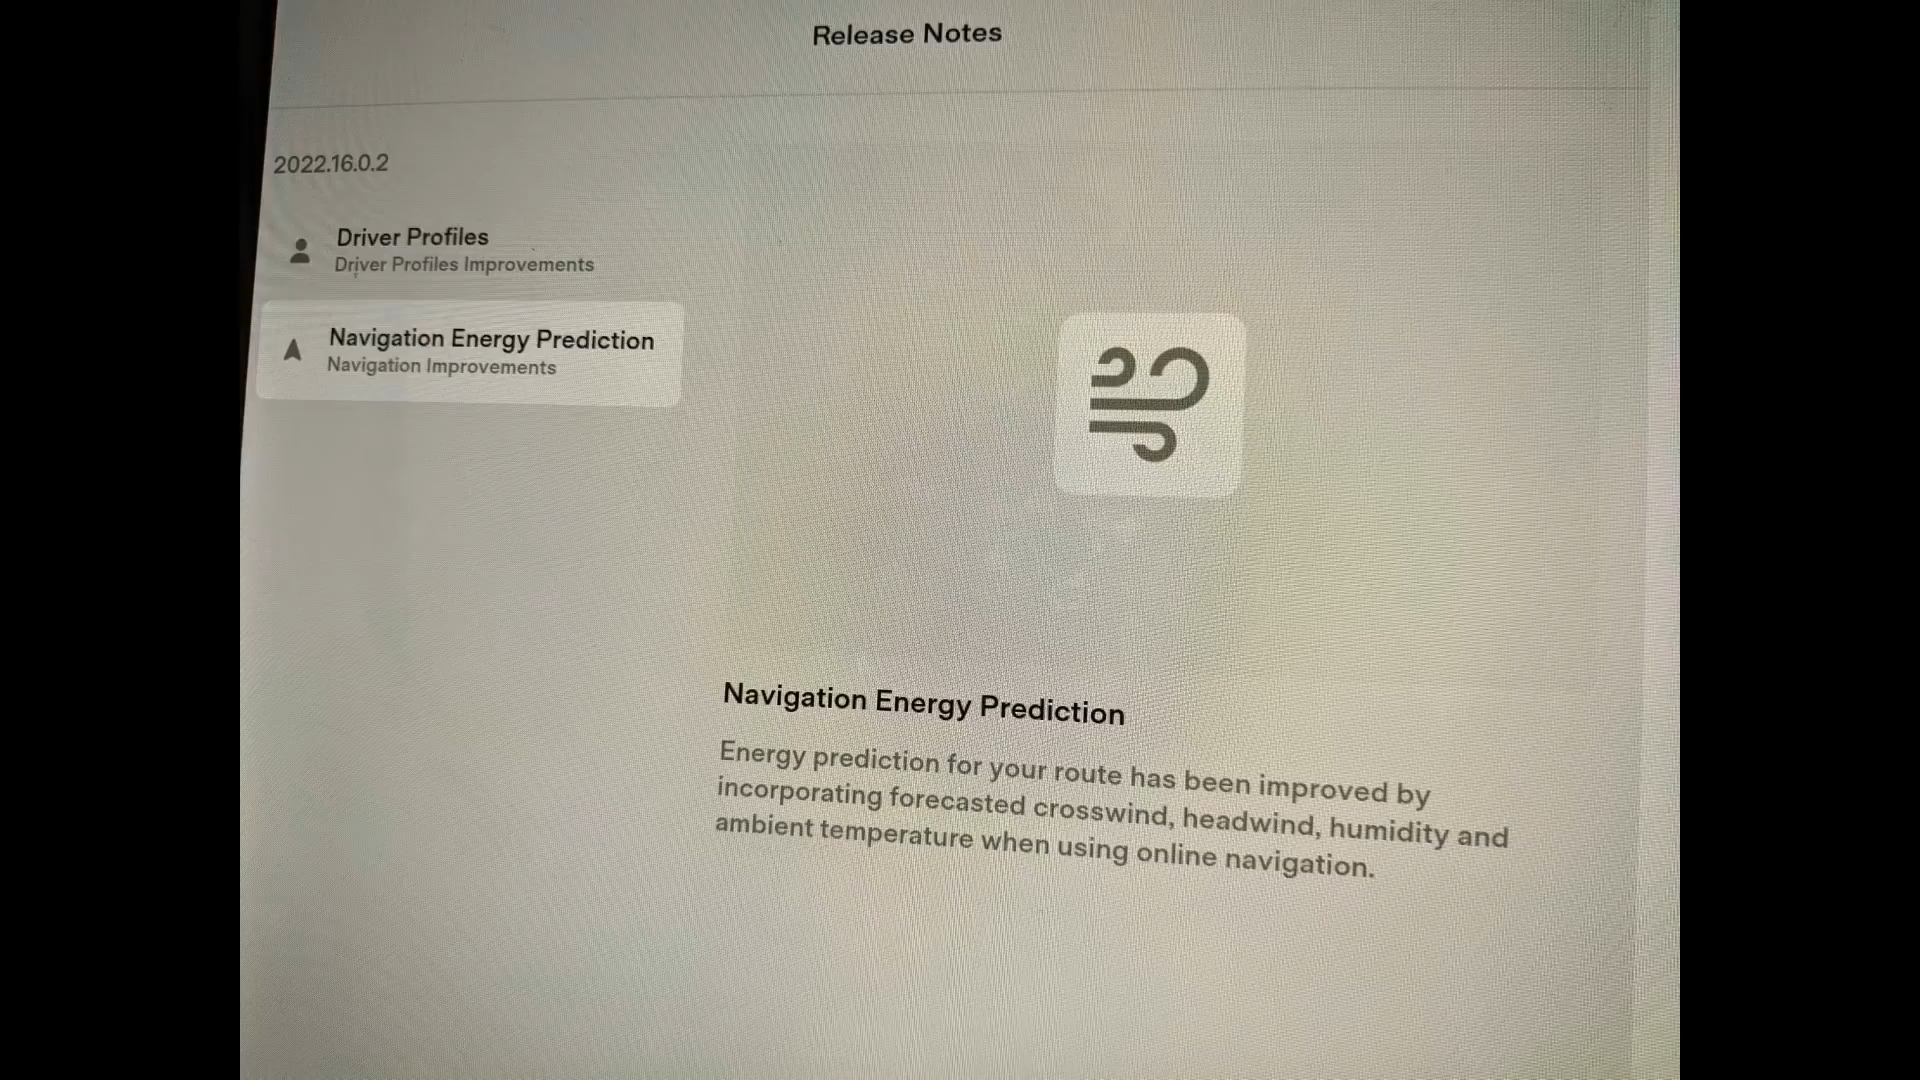 Release Notes
2022.16.0.2
Driver Profiles
Driver Profiles Improvements
Navigation Energy Prediction
Navigation Improvements
Navigation Energy Prediction
Energy prediction for your route has been improved by
incorporating forecasted crosswind, headwind, humidity and
ambient temperature when using online navigation.